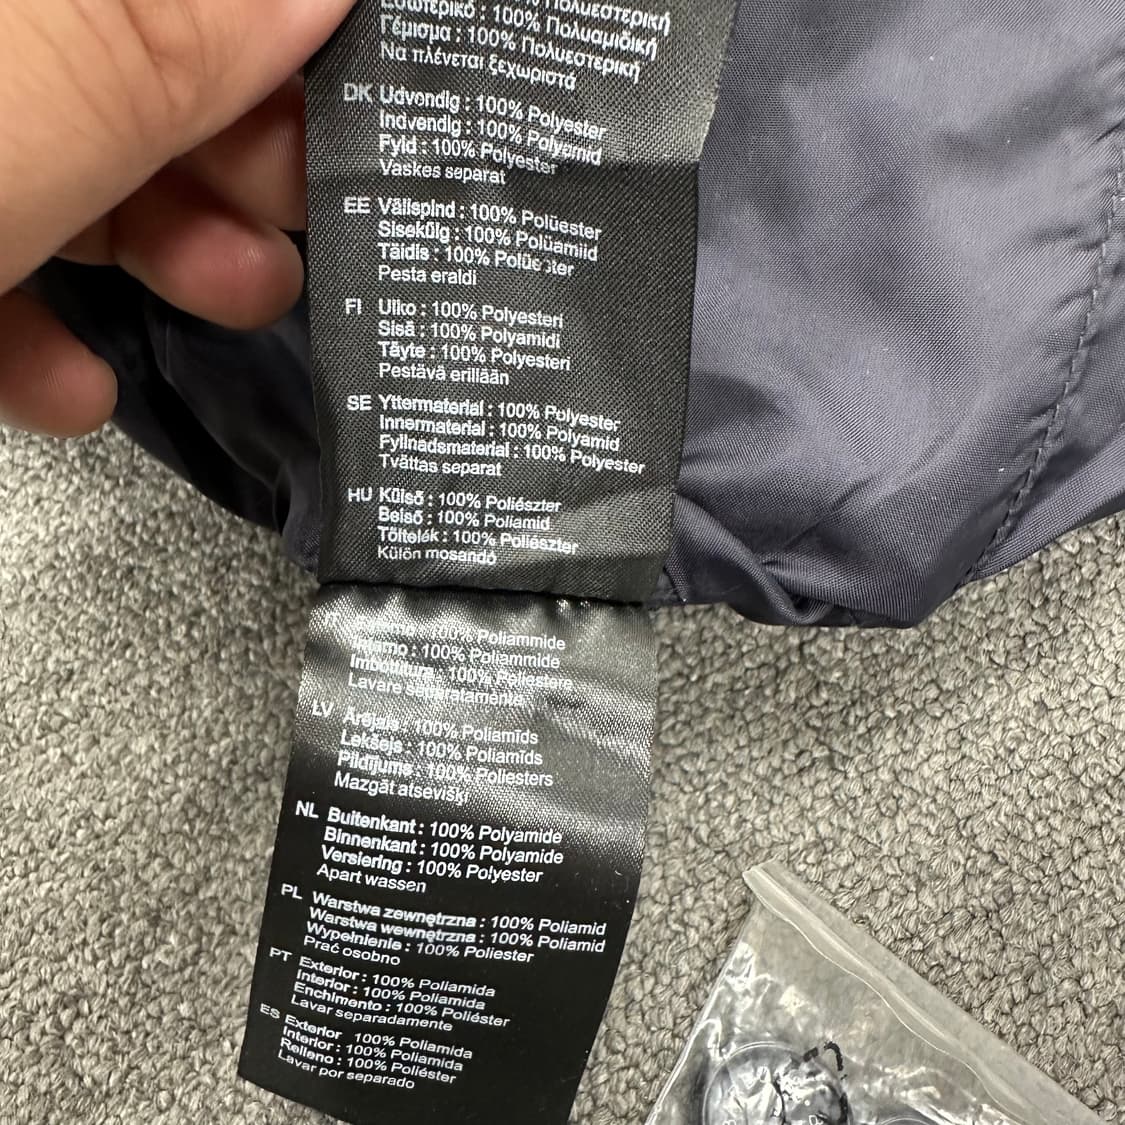 Εσωτερικό : 100% Πολυαμιδική
Γέμισμα : 100% Πολυεστερική
Να πλένεται ξεχωριστά
DK Udvendig : 100% Polyester
Indvendig : 100% Polyamid
Fyld : 100% Polyester
Vaskes separat
EE Välispind : 100% Polüester
Sisekülg : 100% Polüamiid
Täidis : 100%
Pesta eraldi
FI Ulko : 100% Polyesteri
Sisä : 100% Polyamidi
Täyte : 100% Polyesteri
Pestävä erillään
SE Yttermaterial : 100% Polyester
Innermaterial : 100% Polyamid
Fyllnadsmaterial : 100% Polyester
Tvättas separat
HU Külső : 100% Poliészter
Belső : 100% Poliamid
Töltelék : 100% Poliészter
Külön mosandó
100% Poliammide
: 100% Poliammide
Imbottitura : 100% Poliestere
Lavare separatamente
LV Ārējais : 100% Poliamīds
Lekšejs : 100% Poliamīds
Pildījums : 100% Poliesters
Mazgāt atsevišķi
NL Buitenkant : 100% Polyamide
Binnenkant : 100% Polyamide
Versiering : 100% Polyester
Apart wassen
PL Warstwa zewnętrzna : 100% Poliamid
Warstwa wewnętrzna : 100% Poliamid
Wypełnienie : 100% Poliester
Prać osobno
PT Exterior : 100% Poliamida
Interior : 100% Poliamida
Enchimento : 100% Poliéster
Lavar separadamente
ES Exterior 100% Poliamida
Interior : 100% Poliamida
Relleno : 100% Poliéster
Lavar por separado